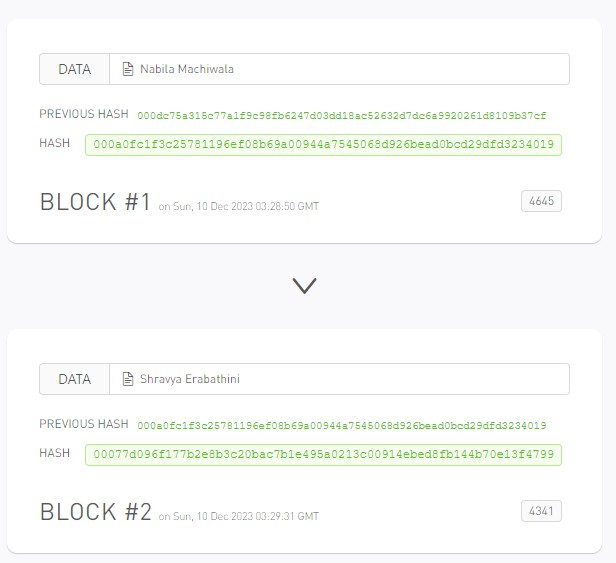 DATA Nabila Machiwala
PREVIOUS HASH 000dc75a315c77a1f9c98fb6247d03dd18ac52632d7dc6a9920261d8109b37cf
HASH 000a0fc1f3c25781196ef08b69a00944a7545068d926bead0bcd29dfd3234019
BLOCK #1 on Sun, 10 Dec 2023 03:28:50 GMT 4645
DATA Shravya Erabathini
PREVIOUS HASH 000a0fc1f3c25781196ef08b69a00944a7545068d926bead0bcd29dfd3234019
HASH 00077d096f177b2e8b3c20bac7b1e495a0213c00914ebed8fb144b70e13f4799
BLOCK #2 on Sun, 10 Dec 2023 03:29:31 GMT 4341